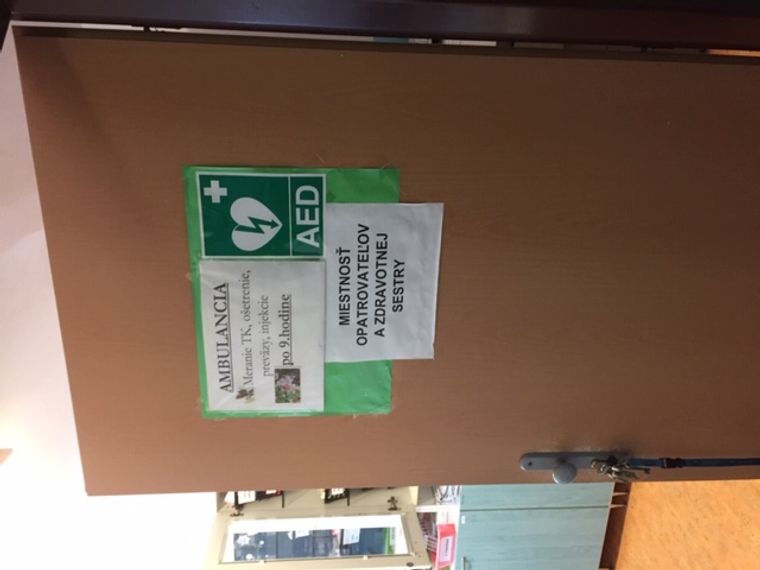 AED
AMBULANCIA
Meranie TK, ošetrenie,
preväzy, injekcie
po 9.hodine
MIESTNOSŤ
OPATROVATEĽOV
A ZDRAVOTNEJ
SESTRY